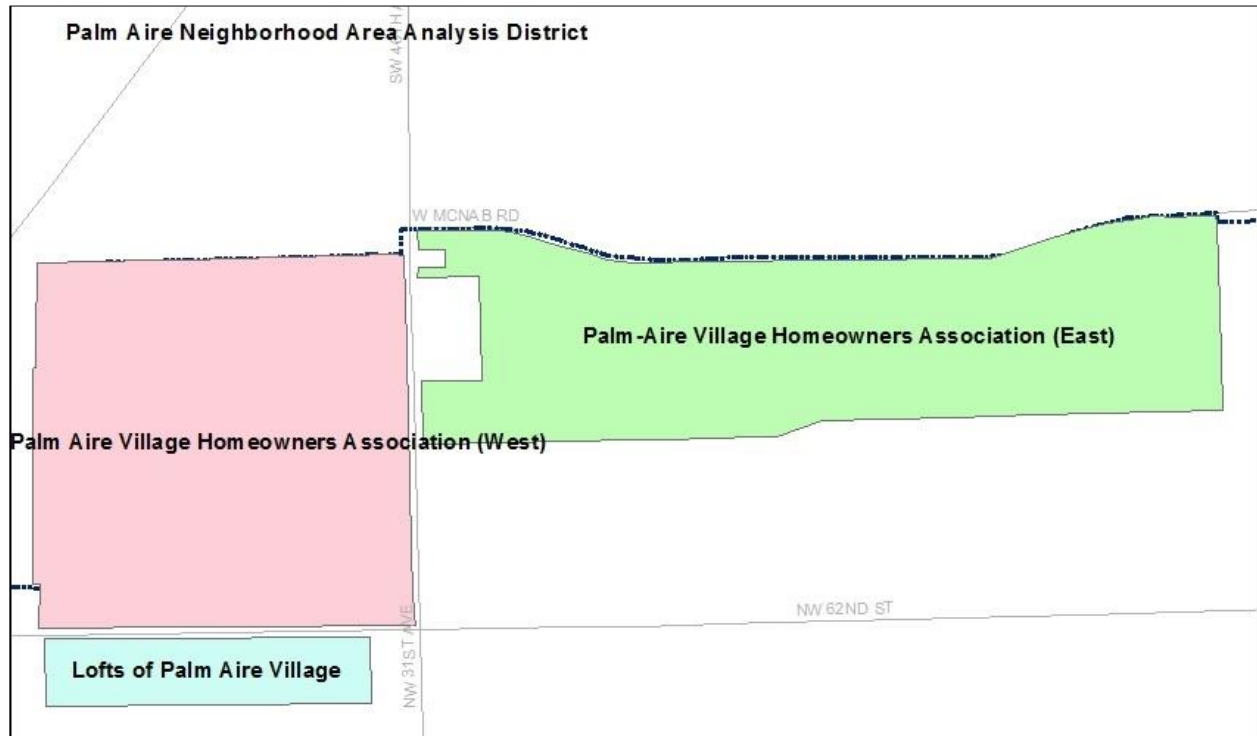 Palm Aire Neighborhood Area Analysis District
W MCNAB RD
Palm-Aire Village Homeowners Association (East)
Palm Aire Village Homeowners Association (West)
NW 62ND ST
NW 31ST AVE
Lofts of Palm Aire Village